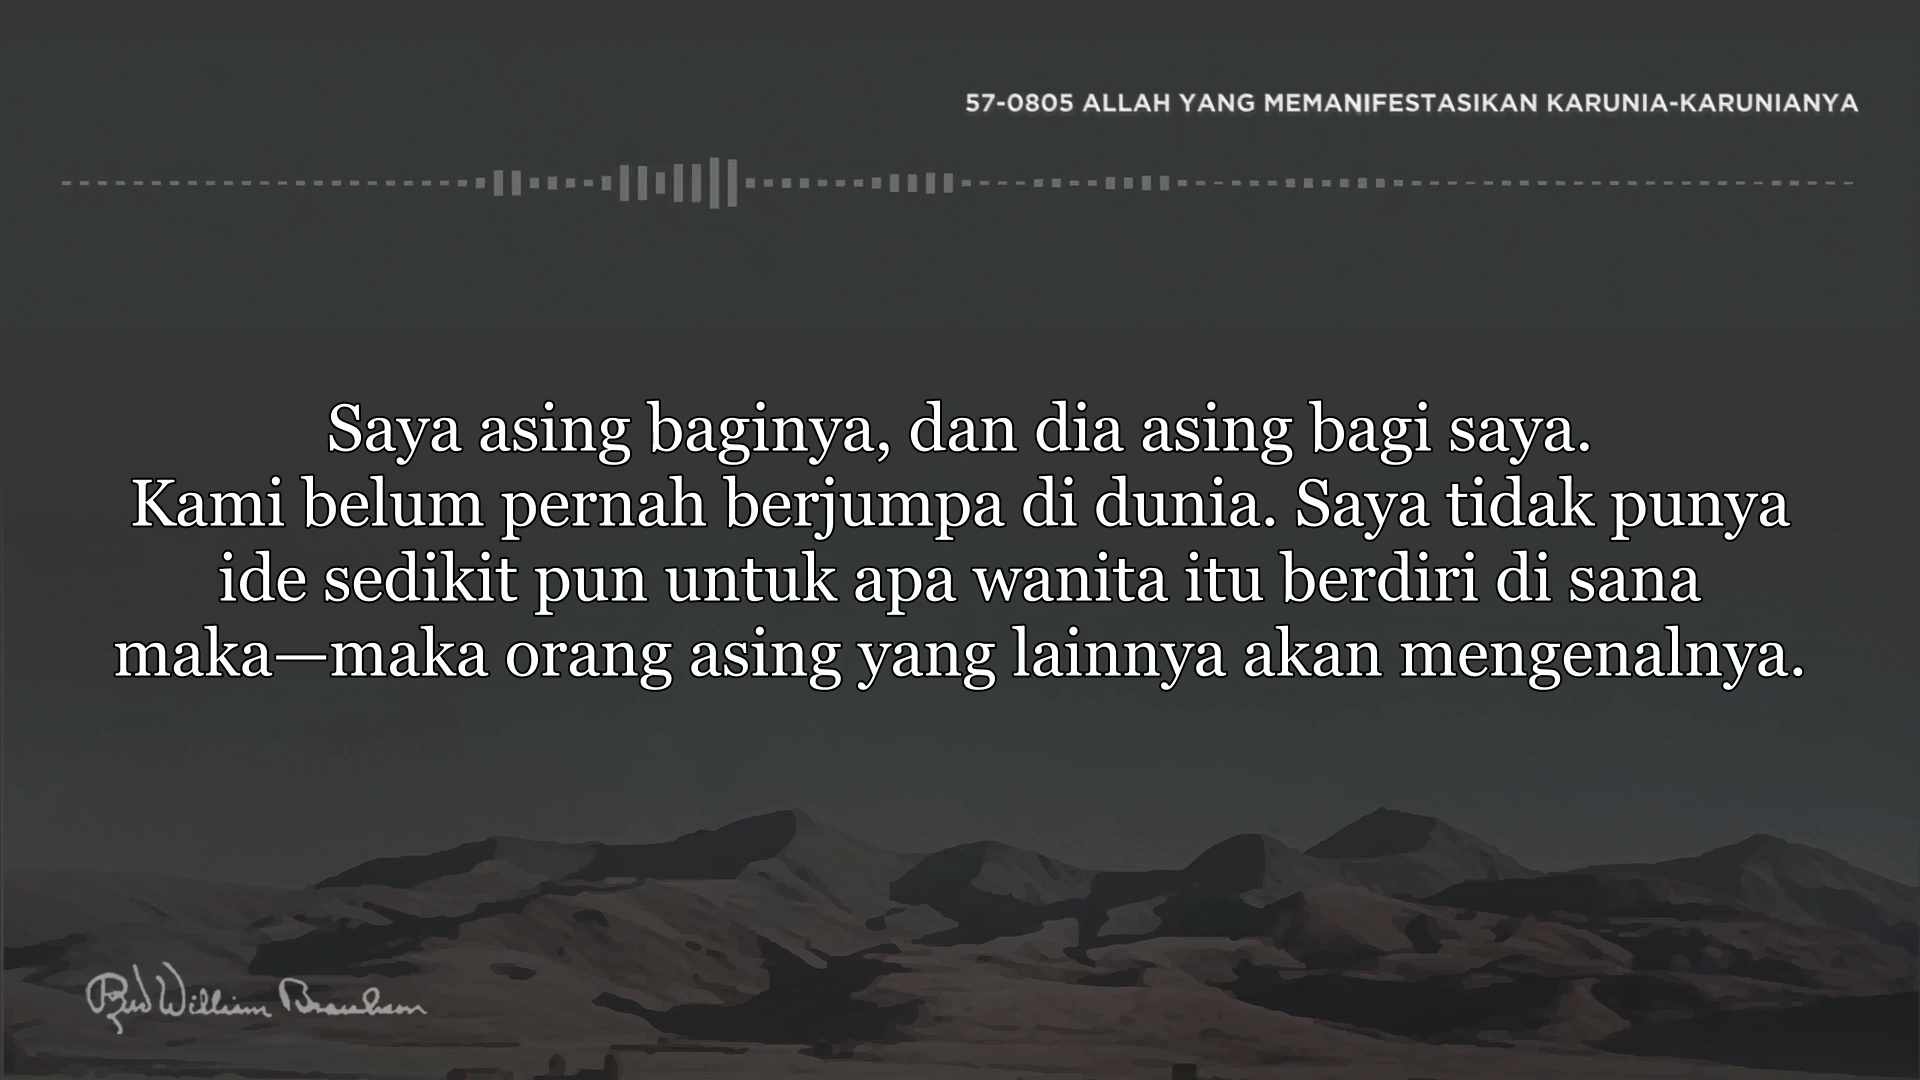 57-0805 ALLAH YANG MEMANIFESTASIKAN KARUNIA-KARUNIANYA
Saya asing baginya, dan dia asing bagi saya.
Kami belum pernah berjumpa di dunia. Saya tidak punya
ide sedikit pun untuk apa wanita itu berdiri di sana
maka—maka orang asing yang lainnya akan mengenalnya.
William Branham